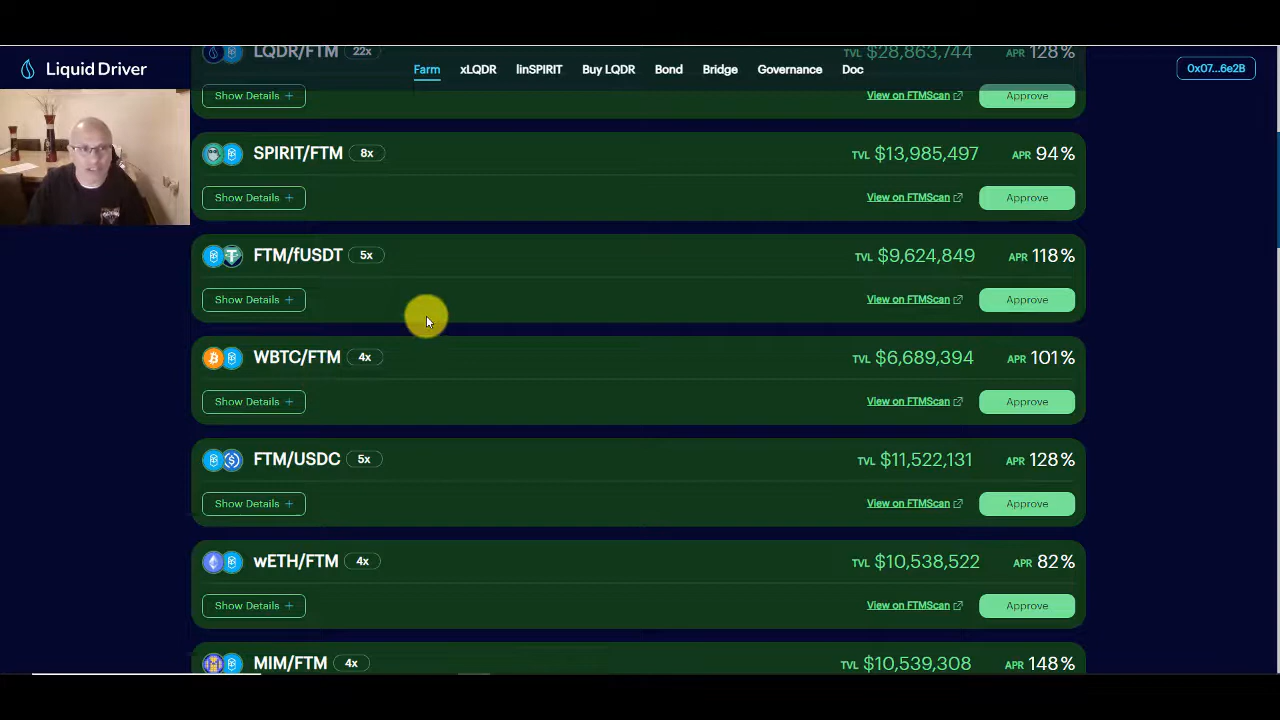 LQDR/FTM 22x TVL $28,863,744 APR 128%
Liquid Driver Farm xLQDR linSPIRIT Buy LQDR Bond Bridge Governance Doc 0x07...6e2B
Show Details + View on FTMScan Approve
SPIRIT/FTM 8x TVL $13,985,497 APR 94%
Show Details + View on FTMScan Approve
FTM/fUSDT 5x TVL $9,624,849 APR 118%
Show Details + View on FTMScan Approve
WBTC/FTM 4x TVL $6,689,394 APR 101%
Show Details + View on FTMScan Approve
FTM/USDC 5x TVL $11,522,131 APR 128%
Show Details + View on FTMScan Approve
wETH/FTM 4x TVL $10,538,522 APR 82%
Show Details + View on FTMScan Approve
MIM/FTM 4x TVL $10,539,308 APR 148%